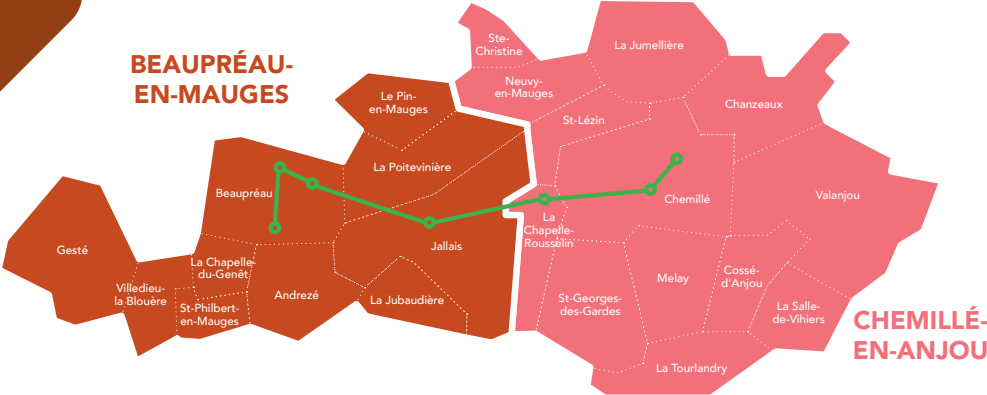 BEAUPRÉAU-
EN-MAUGES
Ste-
Christine
La Jumellière
Neuvy-
en-Mauges
Le Pin-
en-Mauges
Chanzeaux
St-Lézin
La Poitevinière
Beaupréau
Chemillé
Valanjou
La
Chapelle-
Rousselin
Gesté
Jallais
La Chapelle-
du-Genêt
Villedieu-
la-Blouère
Andrezé
La Jubaudière
St-Philbert-
en-Mauges
Melay
Cossé-
d'Anjou
St-Georges-
des-Gardes
La Salle-
de-Vihiers
CHEMILLÉ-
EN-ANJOU
La Tourlandry